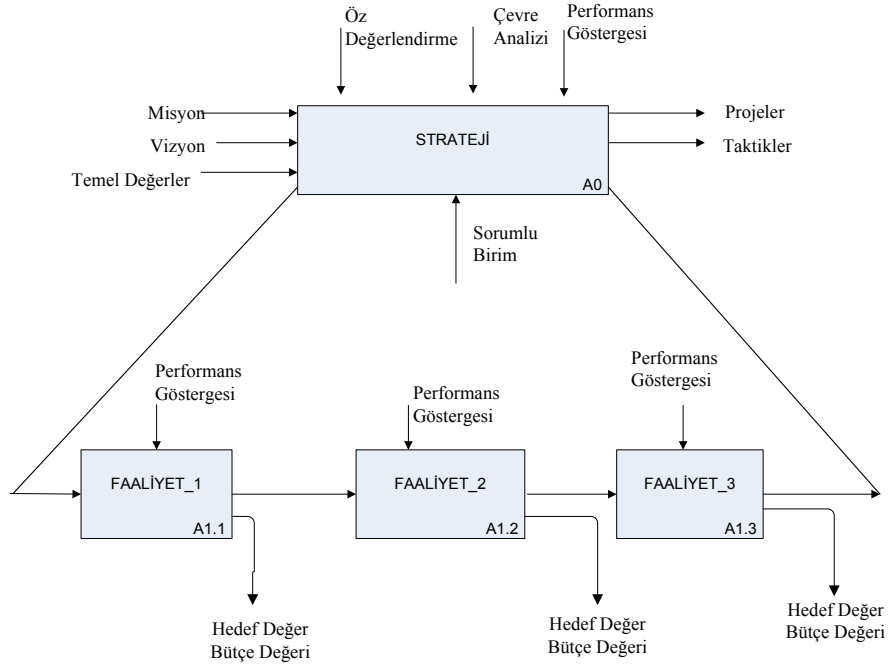 Öz
Değerlendirme
Çevre
Analizi
Performans
Göstergesi
Misyon
Vizyon
Temel Değerler
STRATEJİ
A0
Projeler
Taktikler
Sorumlu
Birim
Performans
Göstergesi
Performans
Göstergesi
Performans
Göstergesi
FAALİYET_1
A1.1
FAALİYET_2
A1.2
FAALİYET_3
A1.3
Hedef Değer
Bütçe Değeri
Hedef Değer
Bütçe Değeri
Hedef Değer
Bütçe Değeri